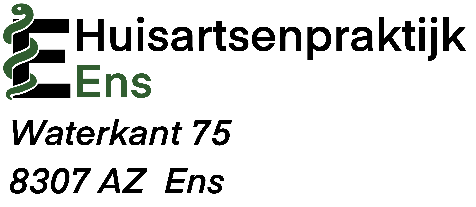 Huisartsenpraktijk
Ens
Waterkant 75
8307 AZ Ens